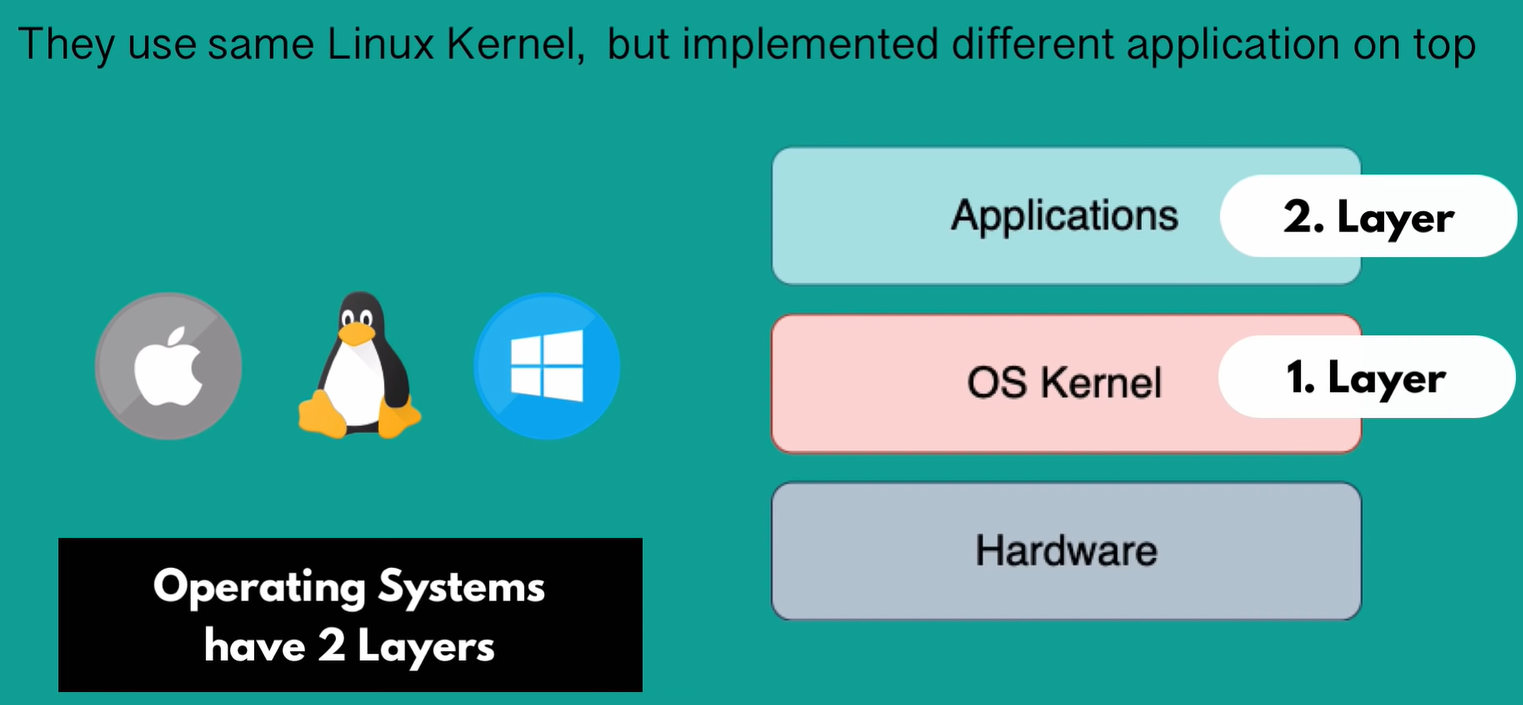 They use same Linux Kernel, but implemented different application on top
Applications
2. Layer
OS Kernel
1. Layer
Hardware
Operating Systems
have 2 Layers